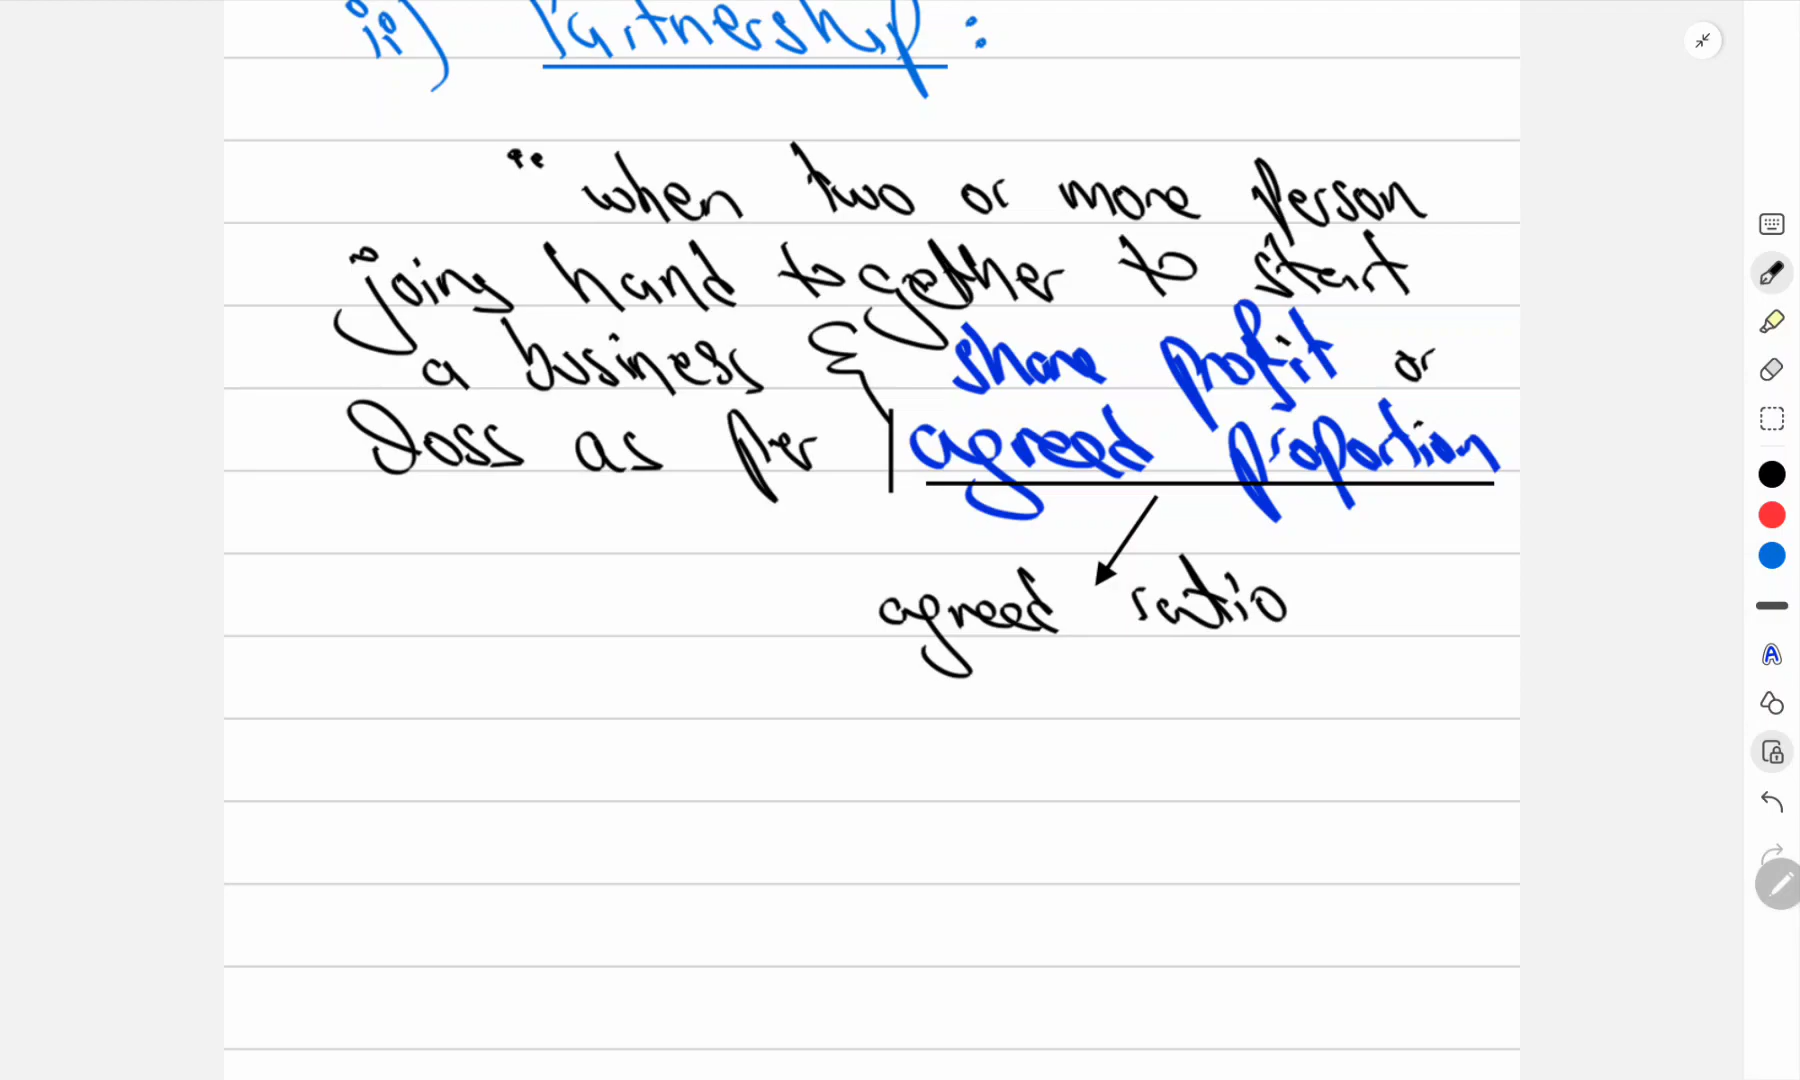 ii) Partnership :
" when two or more person
joing hand together to start
a business & share profit or
loss as per agreed proportion
agreed ratio
A